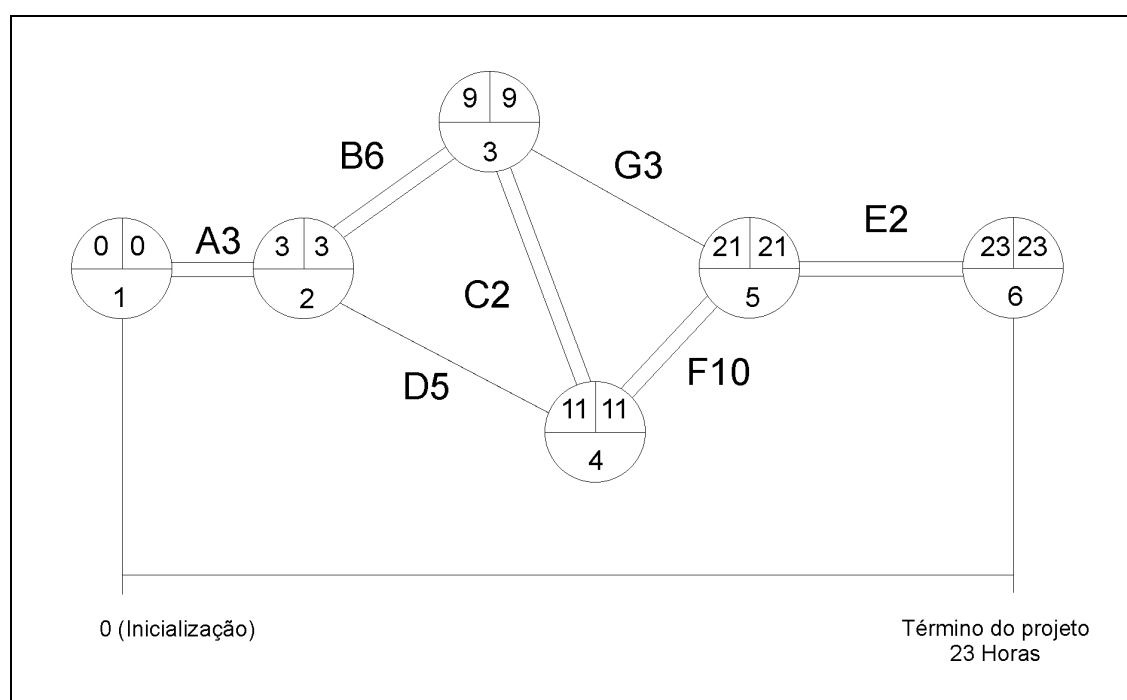 9 9
3
B6
G3
0 0
1
A3
3 3
2
C2
21 21
5
E2
23 23
6
D5
F10
11 11
4
0 (Inicialização)
Término do projeto
23 Horas